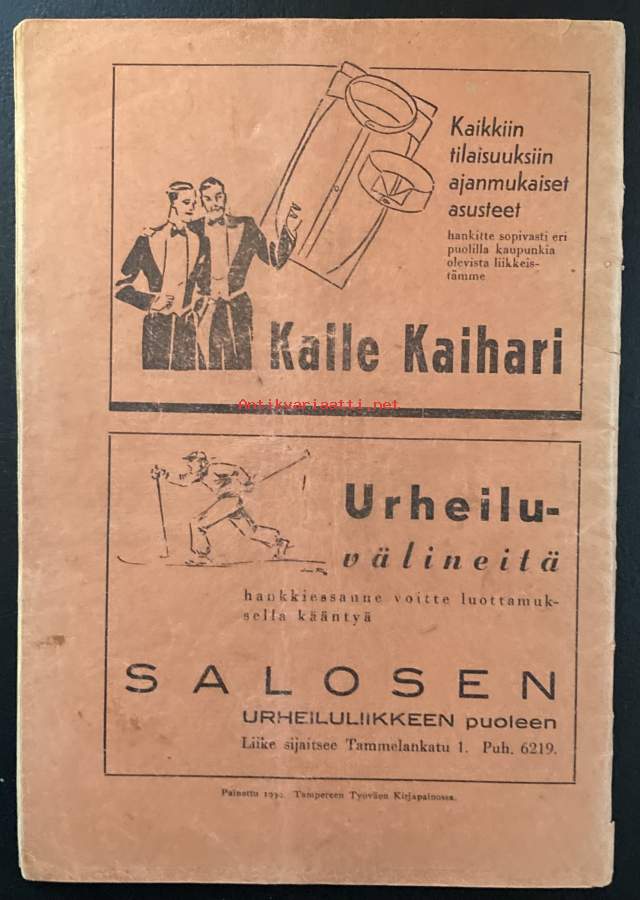 Kaikkiin
tilaisuuksiin
ajanmukaiset
asusteet
hankitte sopivasti eri
puolilla kaupunkia
olevista liikkeis-
tämme
Kalle Kaihari
Antikvariaatti.net
Urheilu-
välineitä
hankkiessanne voitte luottamuk-
sella kääntyä
SALOSEN
URHEILULIIKKEEN puoleen
Liike sijaitsee Tammelankatu 1. Puh. 6219.
Painettu Tampereen Työväen Kirjapainossa.